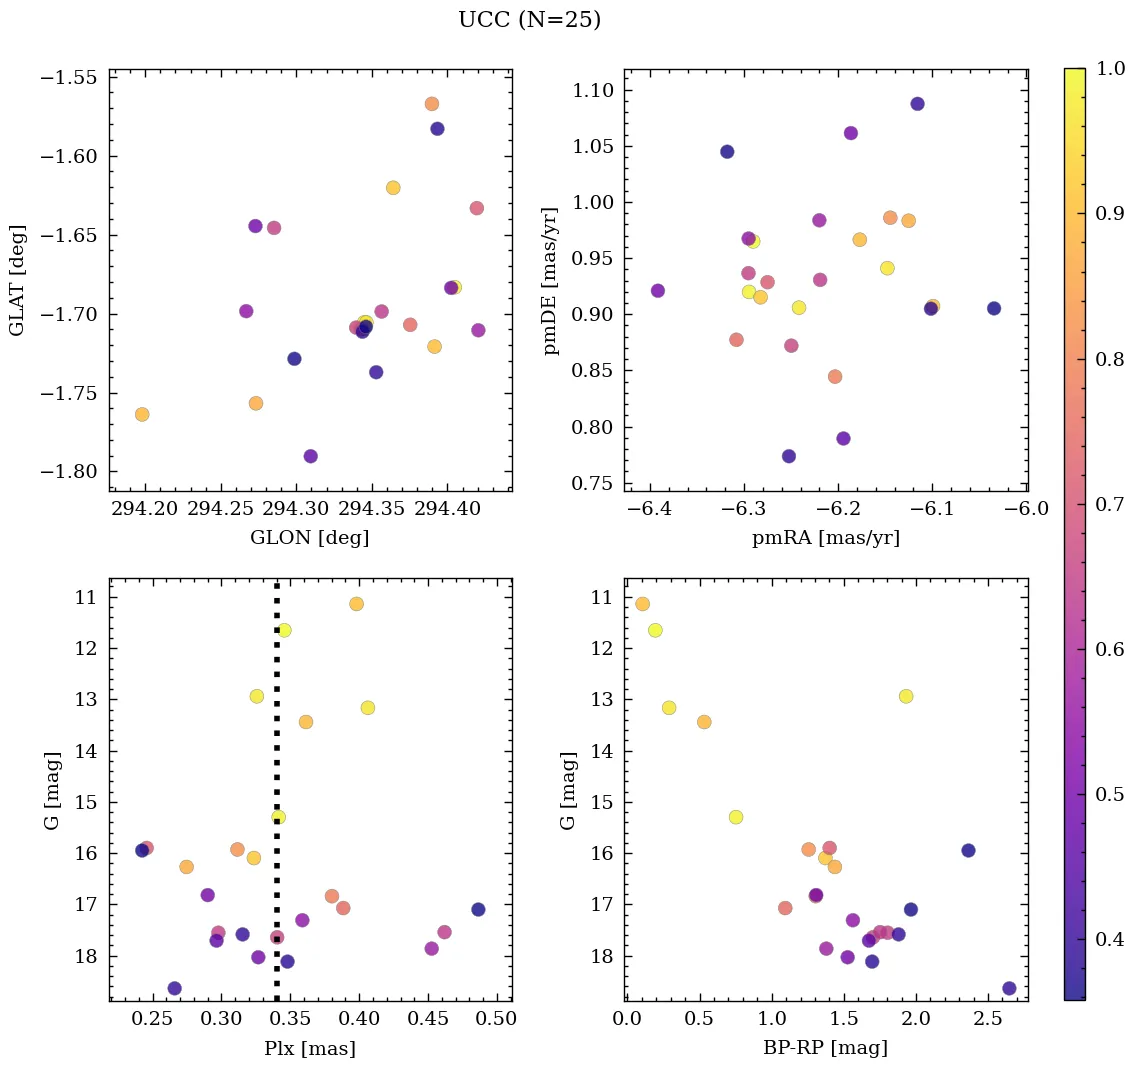 UCC (N=25)
−1.55
−1.60
−1.65
−1.70
−1.75
−1.80
GLAT [deg]
294.20 294.25 294.30 294.35 294.40
GLON [deg]
1.10
1.05
1.00
0.95
0.90
0.85
0.80
0.75
pmDE [mas/yr]
−6.4 −6.3 −6.2 −6.1 −6.0
pmRA [mas/yr]
11
12
13
14
15
16
17
18
G [mag]
0.25 0.30 0.35 0.40 0.45 0.50
Plx [mas]
11
12
13
14
15
16
17
18
G [mag]
0.0 0.5 1.0 1.5 2.0 2.5
BP-RP [mag]
1.0
0.9
0.8
0.7
0.6
0.5
0.4